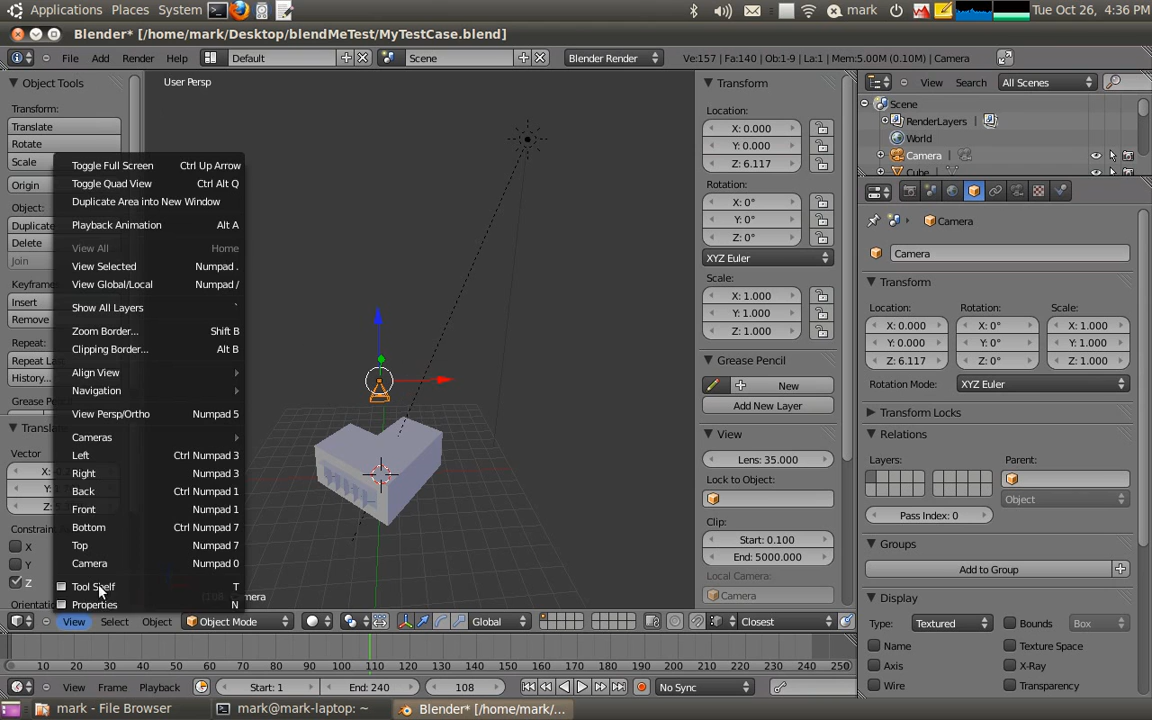 Applications Places System mark Tue Oct 26, 4:36 PM
Blender* [/home/mark/Desktop/blendMeTest/MyTestCase.blend]
File Add Render Help Default Scene Blender Render Ve:157 | Fa:140 | Ob:1-9 | La:1 | Mem:5.00M (0.10M) | Camera
Object Tools
Transform:
Translate
Rotate
Scale
Origin
Object:
Duplicate
Delete
Join
Keyframe
Insert
Remove
Repeat:
Repeat La
History...
Grease P
Translate
Vector
X:
Y:
Z:
Constrain
X
Y
Z
Orientati
Toggle Full Screen Ctrl Up Arrow
Toggle Quad View Ctrl Alt Q
Duplicate Area into New Window
Playback Animation Alt A
View All Home
View Selected Numpad .
View Global/Local Numpad /
Show All Layers `
Zoom Border... Shift B
Clipping Border... Alt B
Align View
Navigation
View Persp/Ortho Numpad 5
Cameras
Left Ctrl Numpad 3
Right Numpad 3
Back Ctrl Numpad 1
Front Numpad 1
Bottom Ctrl Numpad 7
Top Numpad 7
Camera Numpad 0
Tool Shelf T
Properties N
User Persp
(108) Camera
Transform
Location:
X: 0.000
Y: 0.000
Z: 6.117
Rotation:
X: 0°
Y: 0°
Z: 0°
XYZ Euler
Scale:
X: 1.000
Y: 1.000
Z: 1.000
Grease Pencil
New
Add New Layer
View
Lens: 35.000
Lock to Object:
Clip:
Start: 0.100
End: 5000.000
Local Camera:
Camera
View Search All Scenes
Scene
RenderLayers
World
Camera
Cube
Camera
Camera
Transform
Location: Rotation: Scale:
X: 0.000 X: 0° X: 1.000
Y: 0.000 Y: 0° Y: 1.000
Z: 6.117 Z: 0° Z: 1.000
Rotation Mode: XYZ Euler
Transform Locks
Relations
Layers: Parent:
Object
Pass Index: 0
Groups
Add to Group
Display
Type: Textured Bounds Box
Name Texture Space
Axis X-Ray
Wire Transparency
View Select Object Object Mode Global Closest
10 20 30 40 50 60 70 80 90 100 110 120 130 140 150 160 170 180 190 200 210 220 230 240 250
View Frame Playback Start: 1 End: 240 108 No Sync
mark - File Browser mark@mark-laptop: ~ Blender* [/home/mark/...